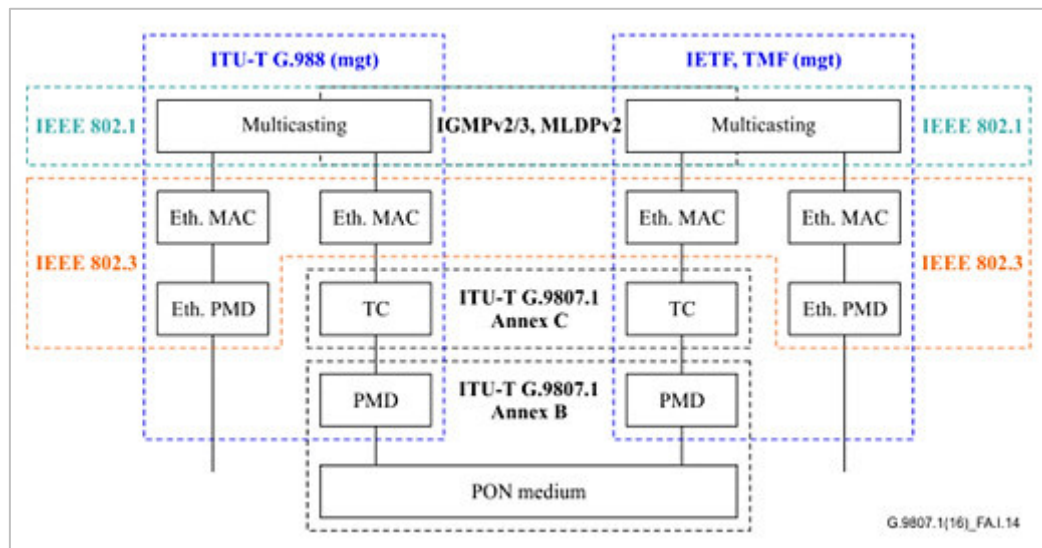 ITU-T G.988 (mgt)
IETF, TMF (mgt)
IEEE 802.1
Multicasting
IGMPv2/3, MLDPv2
Multicasting
IEEE 802.1
Eth. MAC
Eth. MAC
Eth. MAC
Eth. MAC
IEEE 802.3
IEEE 802.3
Eth. PMD
TC
ITU-T G.9807.1
Annex C
TC
Eth. PMD
PMD
ITU-T G.9807.1
Annex B
PMD
PON medium
G.9807.1(16)_FA.I.14